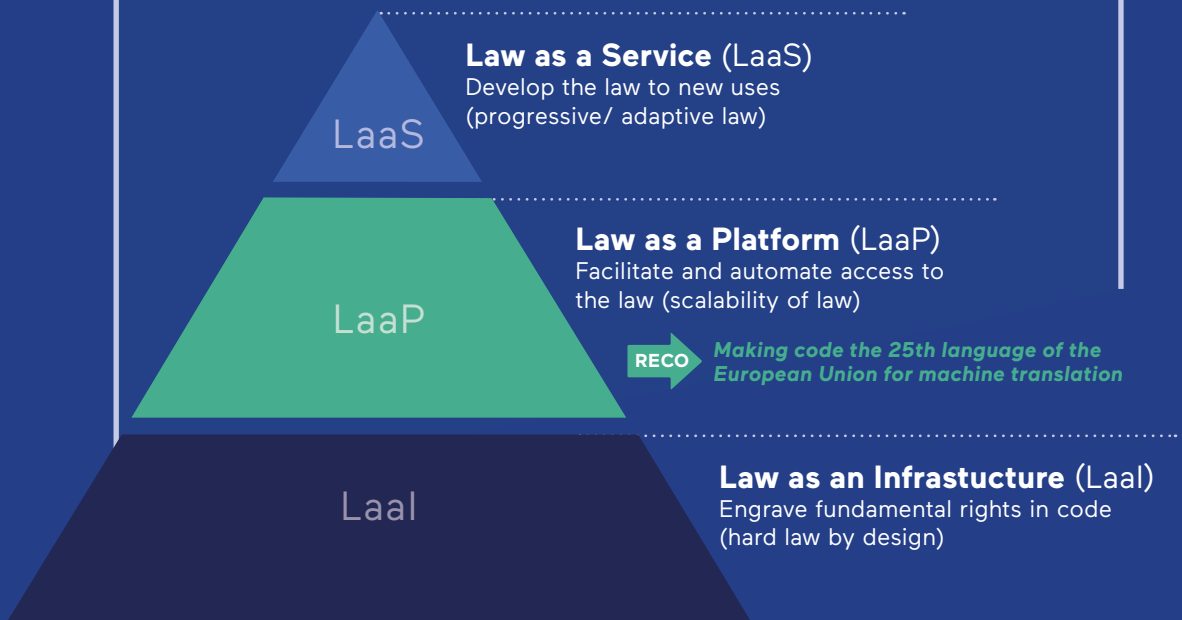 Law as a Service (LaaS)
Develop the law to new uses
(progressive/ adaptive law)
LaaS
Law as a Platform (LaaP)
Facilitate and automate access to
the law (scalability of law)
LaaP
RECO
Making code the 25th language of the
European Union for machine translation
Law as an Infrastucture (LaaI)
Engrave fundamental rights in code
(hard law by design)
LaaI